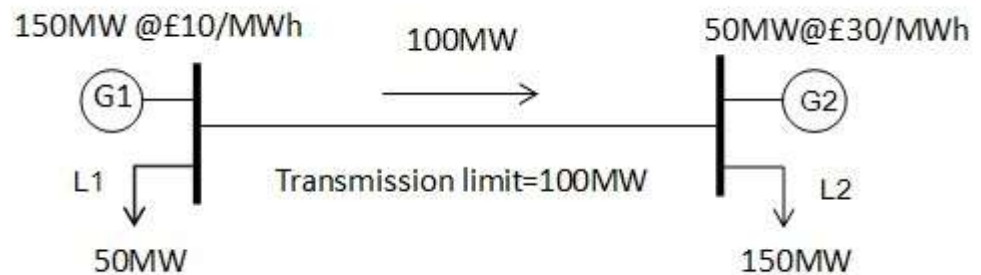 150MW @£10/MWh
100MW
50MW@£30/MWh
G1
G2
L1
Transmission limit=100MW
L2
50MW
150MW